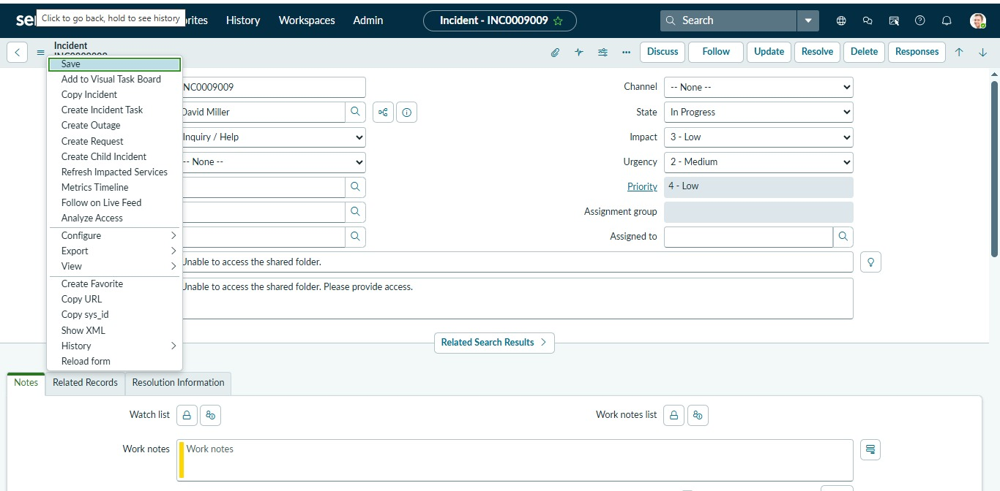 Click to go back, hold to see history
se
rites History Workspaces Admin Incident - INC0009009 Search
Incident
INC0009009
Discuss Follow Update Resolve Delete Responses
Save
Add to Visual Task Board
Copy Incident
Create Incident Task
Create Outage
Create Request
Create Child Incident
Refresh Impacted Services
Metrics Timeline
Follow on Live Feed
Analyze Access
Configure
Export
View
Create Favorite
Copy URL
Copy sys_id
Show XML
History
Reload form
NC0009009
David Miller
Inquiry / Help
-- None --
Channel -- None --
State In Progress
Impact 3 - Low
Urgency 2 - Medium
Priority 4 - Low
Assignment group
Assigned to
Unable to access the shared folder.
Unable to access the shared folder. Please provide access.
Related Search Results
Notes Related Records Resolution Information
Watch list Work notes list
Work notes Work notes